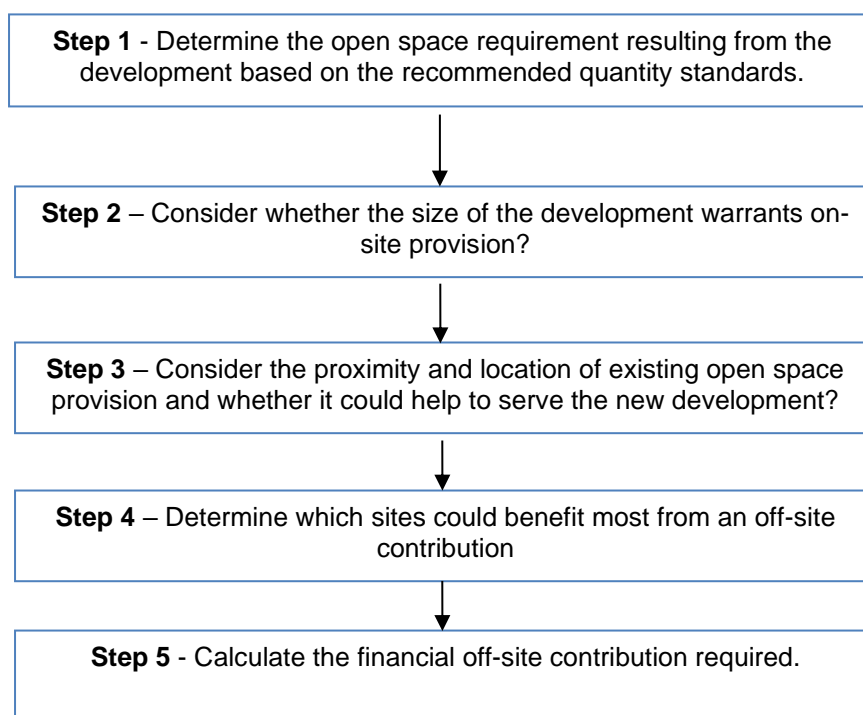 Step 1 - Determine the open space requirement resulting from the
development based on the recommended quantity standards.
Step 2 – Consider whether the size of the development warrants on-
site provision?
Step 3 – Consider the proximity and location of existing open space
provision and whether it could help to serve the new development?
Step 4 – Determine which sites could benefit most from an off-site
contribution
Step 5 - Calculate the financial off-site contribution required.